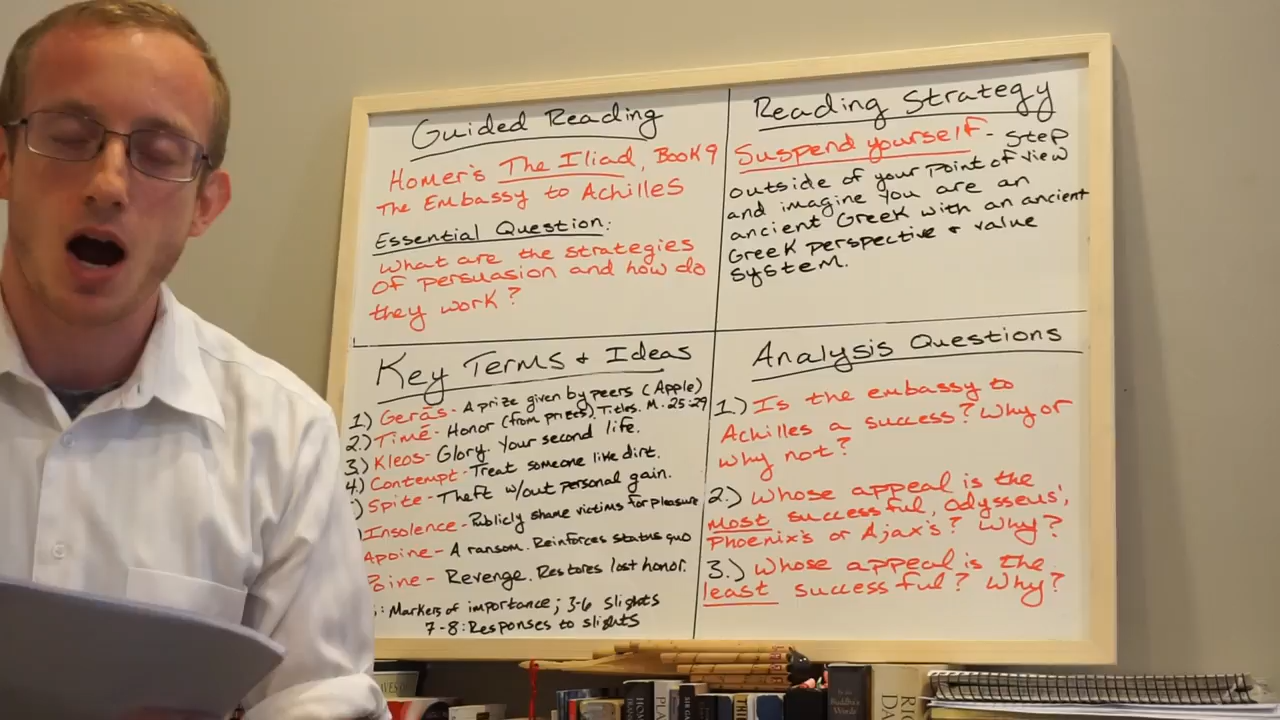 Guided Reading
Homer's The Iliad, Book 9
The Embassy to Achilles
Essential Question:
What are the strategies
of persuasion and how do
they work?
Reading Strategy
Suspend yourself - Step
outside of your point of view
and imagine you are an
ancient Greek with an ancient
Greek perspective + value
system.
Key Terms + Ideas
1.) Gerās - A prize given by peers (Apple)
2.) Timē - Honor (from prizes) Titles. M. 25:29
3.) Kleos - Glory. Your second life.
4.) Contempt - Treat someone like dirt.
) Spite - Theft w/out personal gain.
) Insolence - Publicly shame victims for pleasure
Apoine - A ransom. Reinforces status quo
Poine - Revenge. Restores lost honor.
: Markers of importance; 3-6 slights
7-8: Responses to slights
Analysis Questions
1.) Is the embassy to
Achilles a success? Why or
why not?
2.) Whose appeal is the
most successful, Odysseus',
Phoenix's or Ajax's? Why?
3.) Whose appeal is the
least successful? Why?